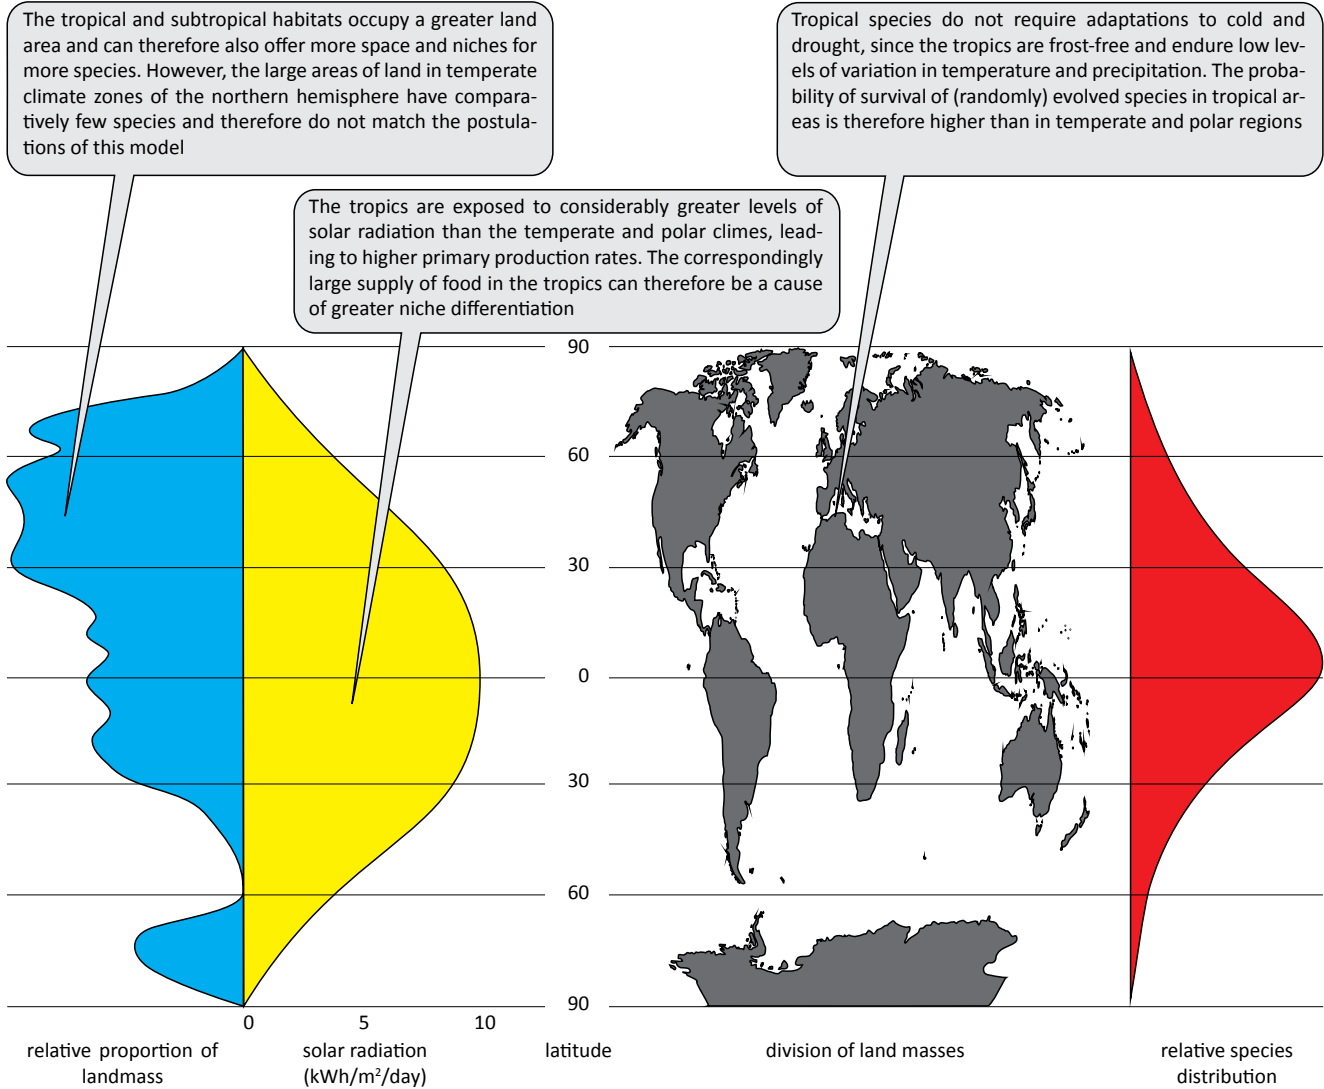 The tropical and subtropical habitats occupy a greater land
area and can therefore also offer more space and niches for
more species. However, the large areas of land in temperate
climate zones of the northern hemisphere have compara-
tively few species and therefore do not match the postula-
tions of this model
Tropical species do not require adaptations to cold and
drought, since the tropics are frost-free and endure low lev-
els of variation in temperature and precipitation. The proba-
bility of survival of (randomly) evolved species in tropical ar-
eas is therefore higher than in temperate and polar regions
The tropics are exposed to considerably greater levels of
solar radiation than the temperate and polar climes, lead-
ing to higher primary production rates. The correspondingly
large supply of food in the tropics can therefore be a cause
of greater niche differentiation
90
60
30
0
30
60
90
0 5 10
relative proportion of
landmass
solar radiation
(kWh/m²/day)
latitude
division of land masses
relative species
distribution